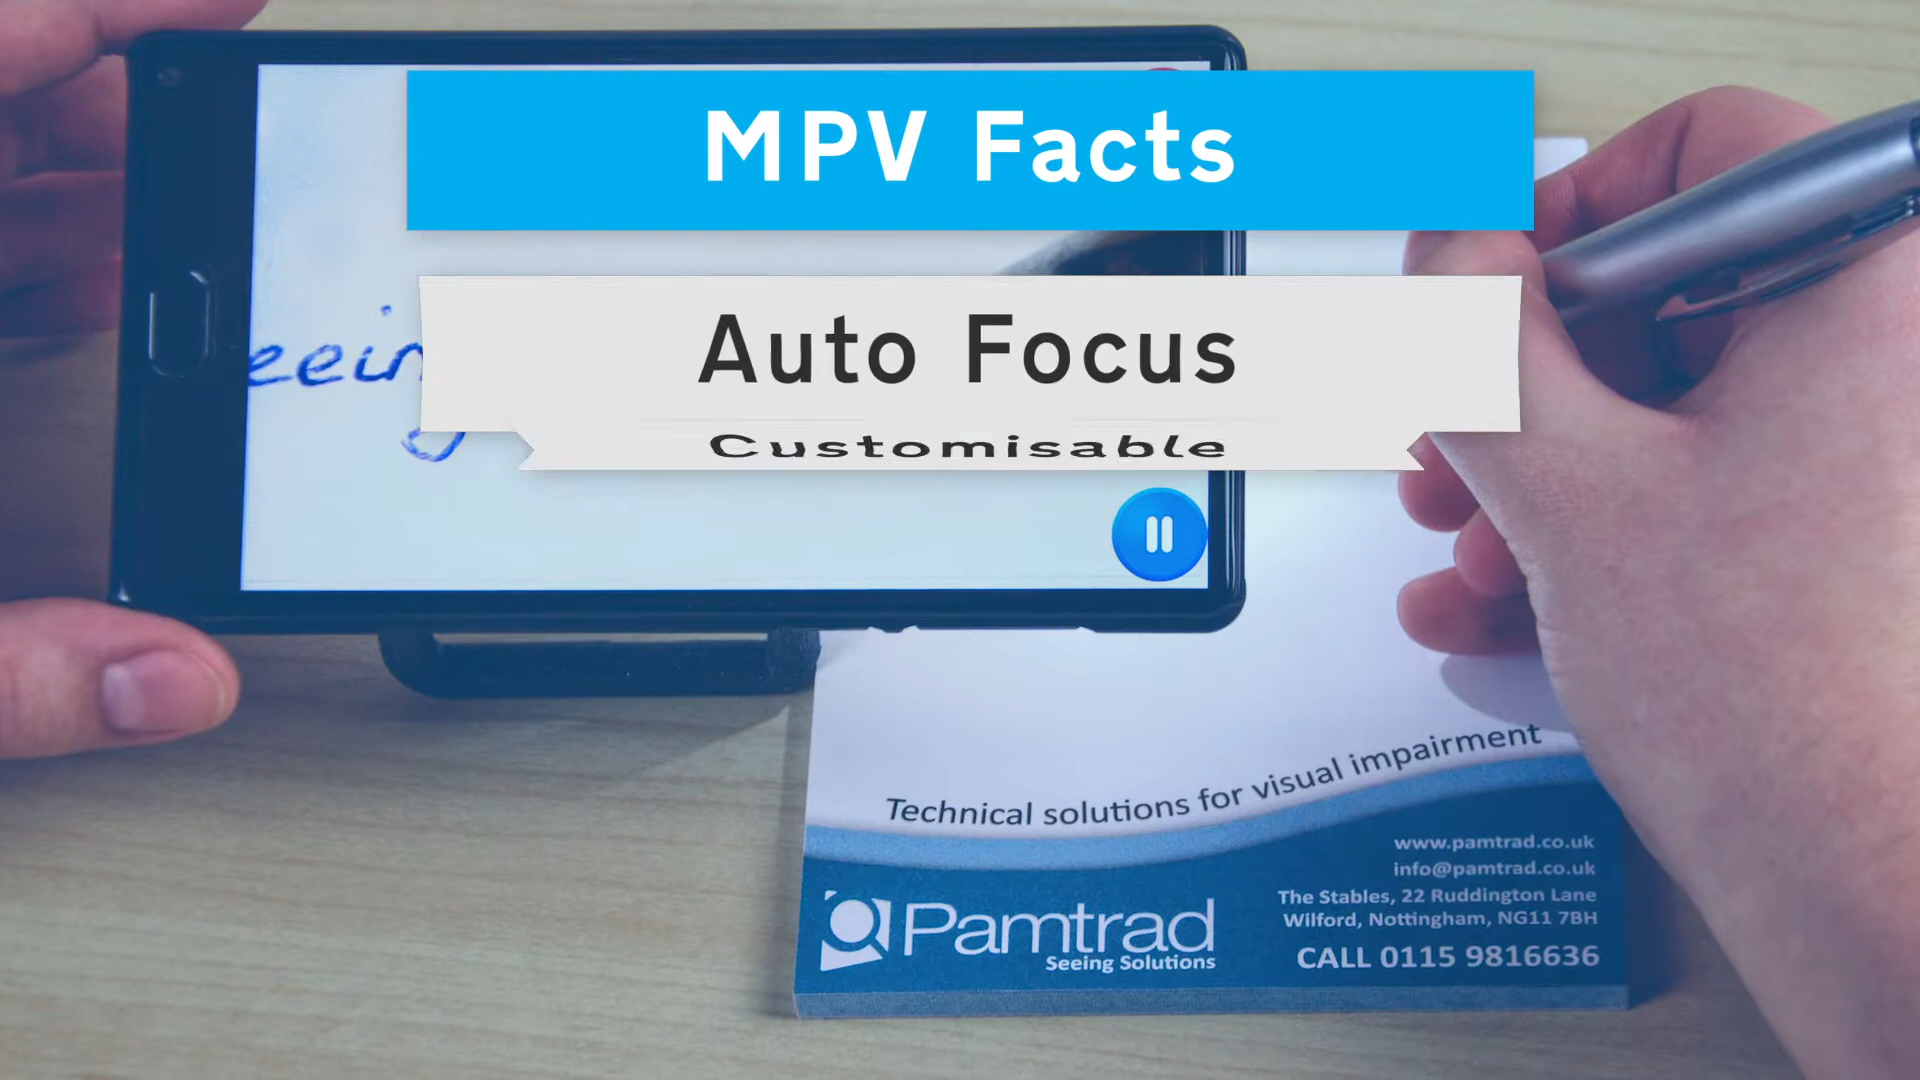 MPV Facts
Auto Focus
Customisable
eeing
Technical solutions for visual impairment
www.pamtrad.co.uk
info@pamtrad.co.uk
The Stables, 22 Ruddington Lane
Wilford, Nottingham, NG11 7BH
CALL 0115 9816636
Pamtrad
Seeing Solutions